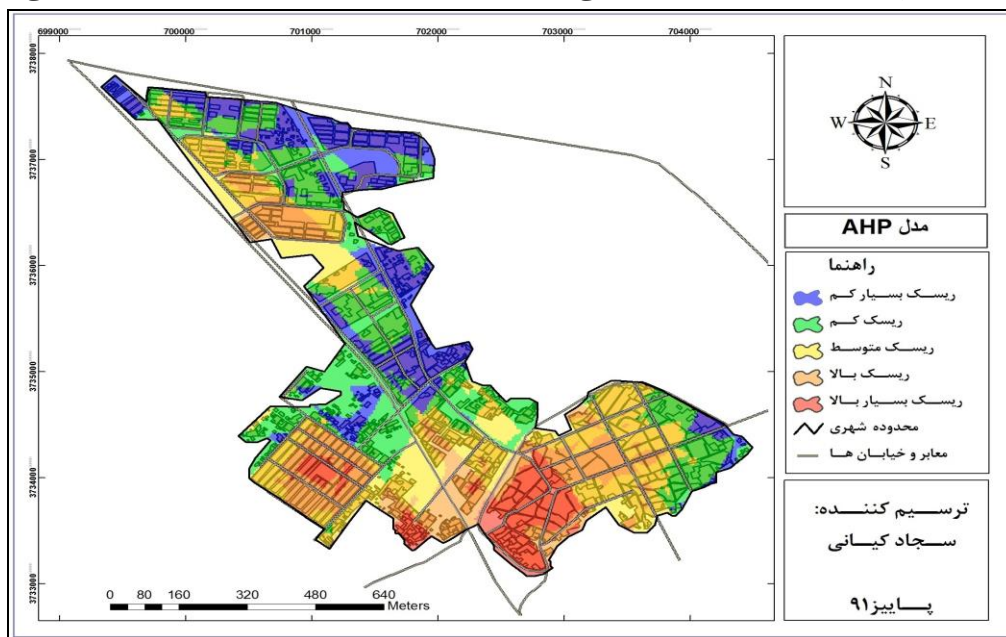 699000 700000 701000 702000 703000 704000
3738000
3737000
3736000
3735000
3734000
3733000
0 80 160 320 480 640
Meters
N
W E
S
مدل AHP
راهنما
ریسک بسیار کم
ریسک کم
ریسک متوسط
ریسک بالا
ریسک بسیار بالا
محدوده شهری
معابر و خیابان ها
ترسیم کننده:
سجاد کیانی
پاییز۹۱